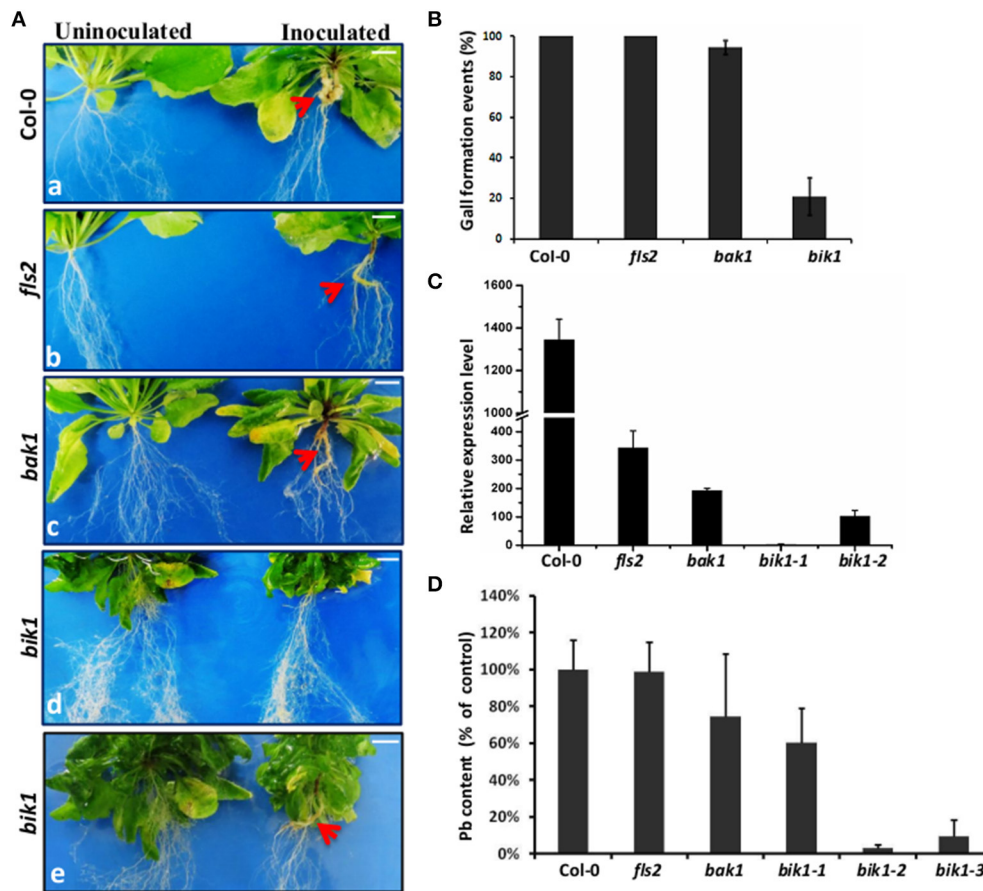 A
Uninoculated Inoculated
Col-0
a
fls2
b
bak1
c
bik1
d
bik1
e
B
Gall formation events (%)
100
80
60
40
20
0
Col-0 fls2 bak1 bik1
C
Relative expression level
1600
1400
1200
1000
400
300
200
100
0
Col-0 fls2 bak1 bik1-1 bik1-2
D
Pb content (% of control)
140%
120%
100%
80%
60%
40%
20%
0%
Col-0 fls2 bak1 bik1-1 bik1-2 bik1-3